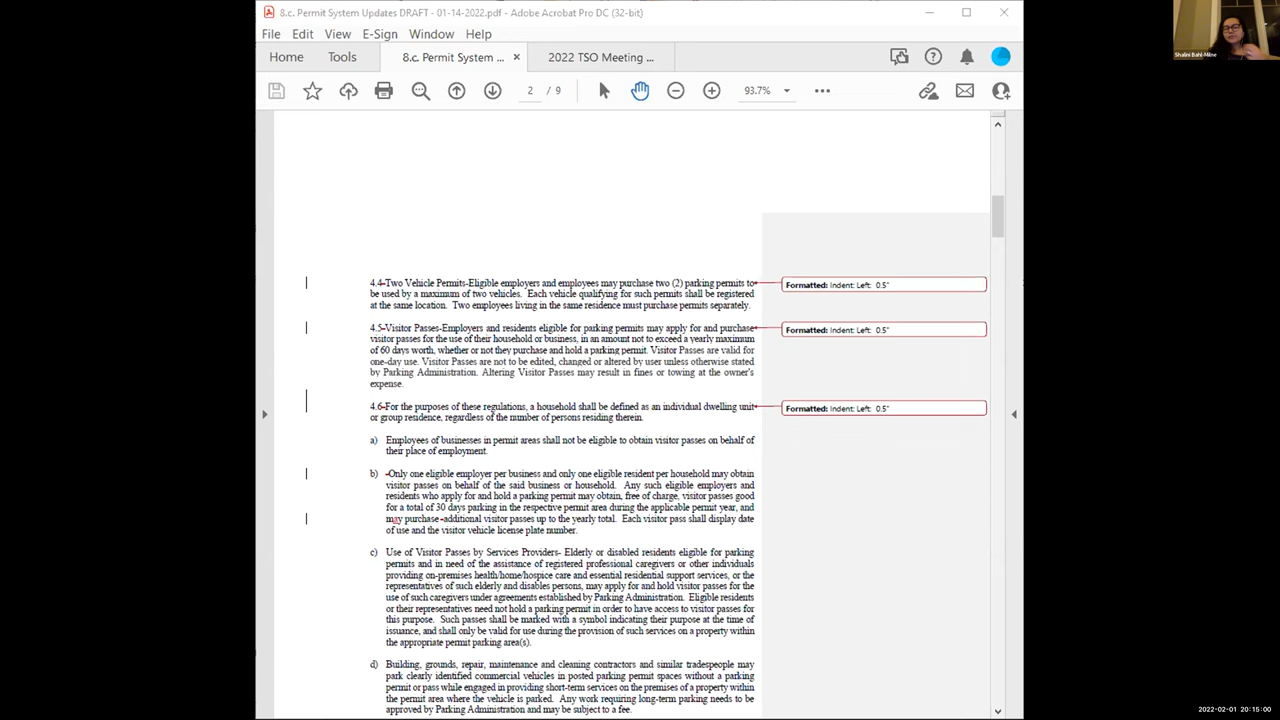 8.c. Permit System Updates DRAFT - 01-14-2022.pdf - Adobe Acrobat Pro DC (32-bit)
File Edit View E-Sign Window Help
Home Tools 8.c. Permit System ... × 2022 TSO Meeting ...
2 / 9 93.7%
4.4-Two Vehicle Permits-Eligible employers and employees may purchase two (2) parking permits to
be used by a maximum of two vehicles. Each vehicle qualifying for such permits shall be registered
at the same location. Two employees living in the same residence must purchase permits separately.
Formatted: Indent: Left: 0.5"
4.5-Visitor Passes-Employers and residents eligible for parking permits may apply for and purchase
visitor passes for the use of their household or business, in an amount not to exceed a yearly maximum
of 60 days worth, whether or not they purchase and hold a parking permit. Visitor Passes are valid for
one-day use. Visitor Passes are not to be edited, changed or altered by user unless otherwise stated
by Parking Administration. Altering Visitor Passes may result in fines or towing at the owner's
expense.
Formatted: Indent: Left: 0.5"
4.6-For the purposes of these regulations, a household shall be defined as an individual dwelling unit
or group residence, regardless of the number of persons residing therein.
Formatted: Indent: Left: 0.5"
a) Employees of businesses in permit areas shall not be eligible to obtain visitor passes on behalf of
their place of employment.
b) -Only one eligible employer per business and only one eligible resident per household may obtain
visitor passes on behalf of the said business or household. Any such eligible employers and
residents who apply for and hold a parking permit may obtain, free of charge, visitor passes good
for a total of 30 days parking in the respective permit area during the applicable permit year, and
may purchase -additional visitor passes up to the yearly total. Each visitor pass shall display date
of use and the visitor vehicle license plate number.
c) Use of Visitor Passes by Services Providers- Elderly or disabled residents eligible for parking
permits and in need of the assistance of registered professional caregivers or other individuals
providing on-premises health/home/hospice care and essential residential support services, or the
representatives of such elderly and disables persons, may apply for and hold visitor passes for the
use of such caregivers under agreements established by Parking Administration. Eligible residents
or their representatives need not hold a parking permit in order to have access to visitor passes for
this purpose. Such passes shall be marked with a symbol indicating their purpose at the time of
issuance, and shall only be valid for use during the provision of such services on a property within
the appropriate permit parking area(s).
d) Building, grounds, repair, maintenance and cleaning contractors and similar tradespeople may
park clearly identified commercial vehicles in posted parking permit spaces without a parking
permit or pass while engaged in providing short-term services on the premises of a property within
the permit area where the vehicle is parked. Any work requiring long-term parking needs to be
approved by Parking Administration and may be subject to a fee.
Shalini Bahl-Milne
2022-02-01 20:15:00